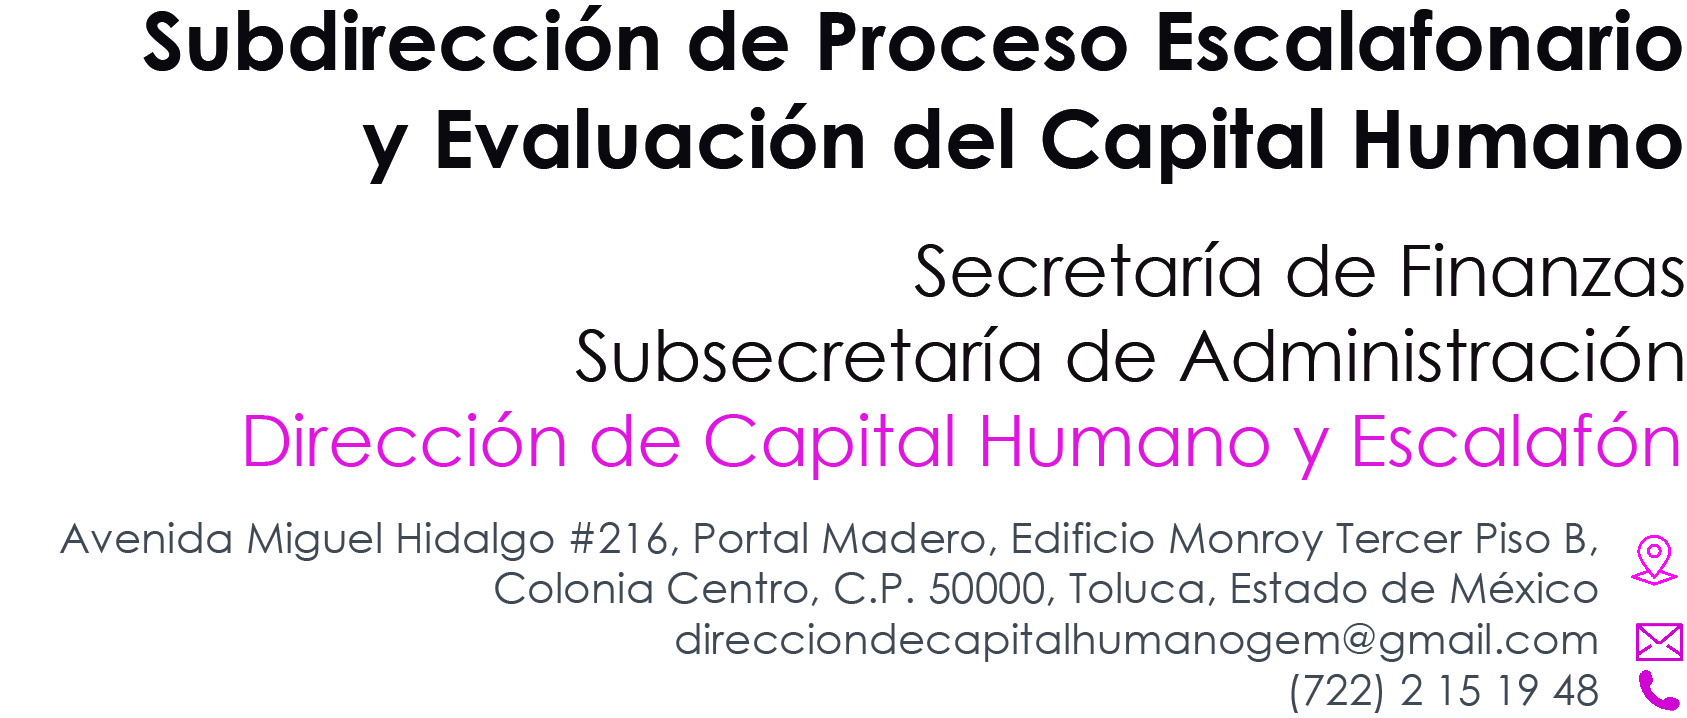 Subdirección de Proceso Escalafonario
y Evaluación del Capital Humano
Secretaría de Finanzas
Subsecretaría de Administración
Dirección de Capital Humano y Escalafón
Avenida Miguel Hidalgo #216, Portal Madero, Edificio Monroy Tercer Piso B,
Colonia Centro, C.P. 50000, Toluca, Estado de México
direcciondecapitalhumanogem@gmail.com
(722) 2 15 19 48